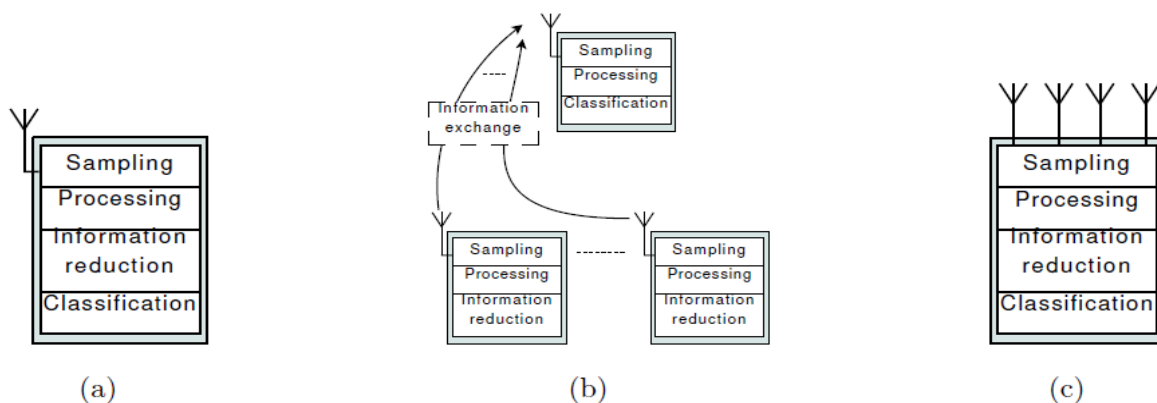 Sampling
Processing
Information
reduction
Classification
(a)
Sampling
Processing
Classification
Information
exchange
Sampling
Processing
Information
reduction
Sampling
Processing
Information
reduction
(b)
Sampling
Processing
Information
reduction
Classification
(c)